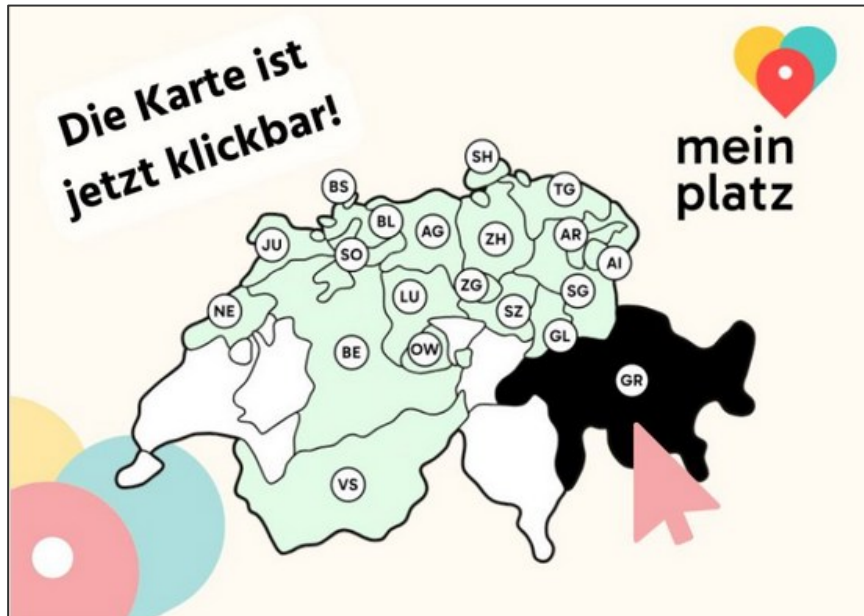 Die Karte ist
jetzt klickbar!
mein
platz
SH
BS
TG
BL
AG
ZH
AR
JU
SO
AI
ZG
SG
LU
NE
SZ
GL
BE
OW
GR
VS